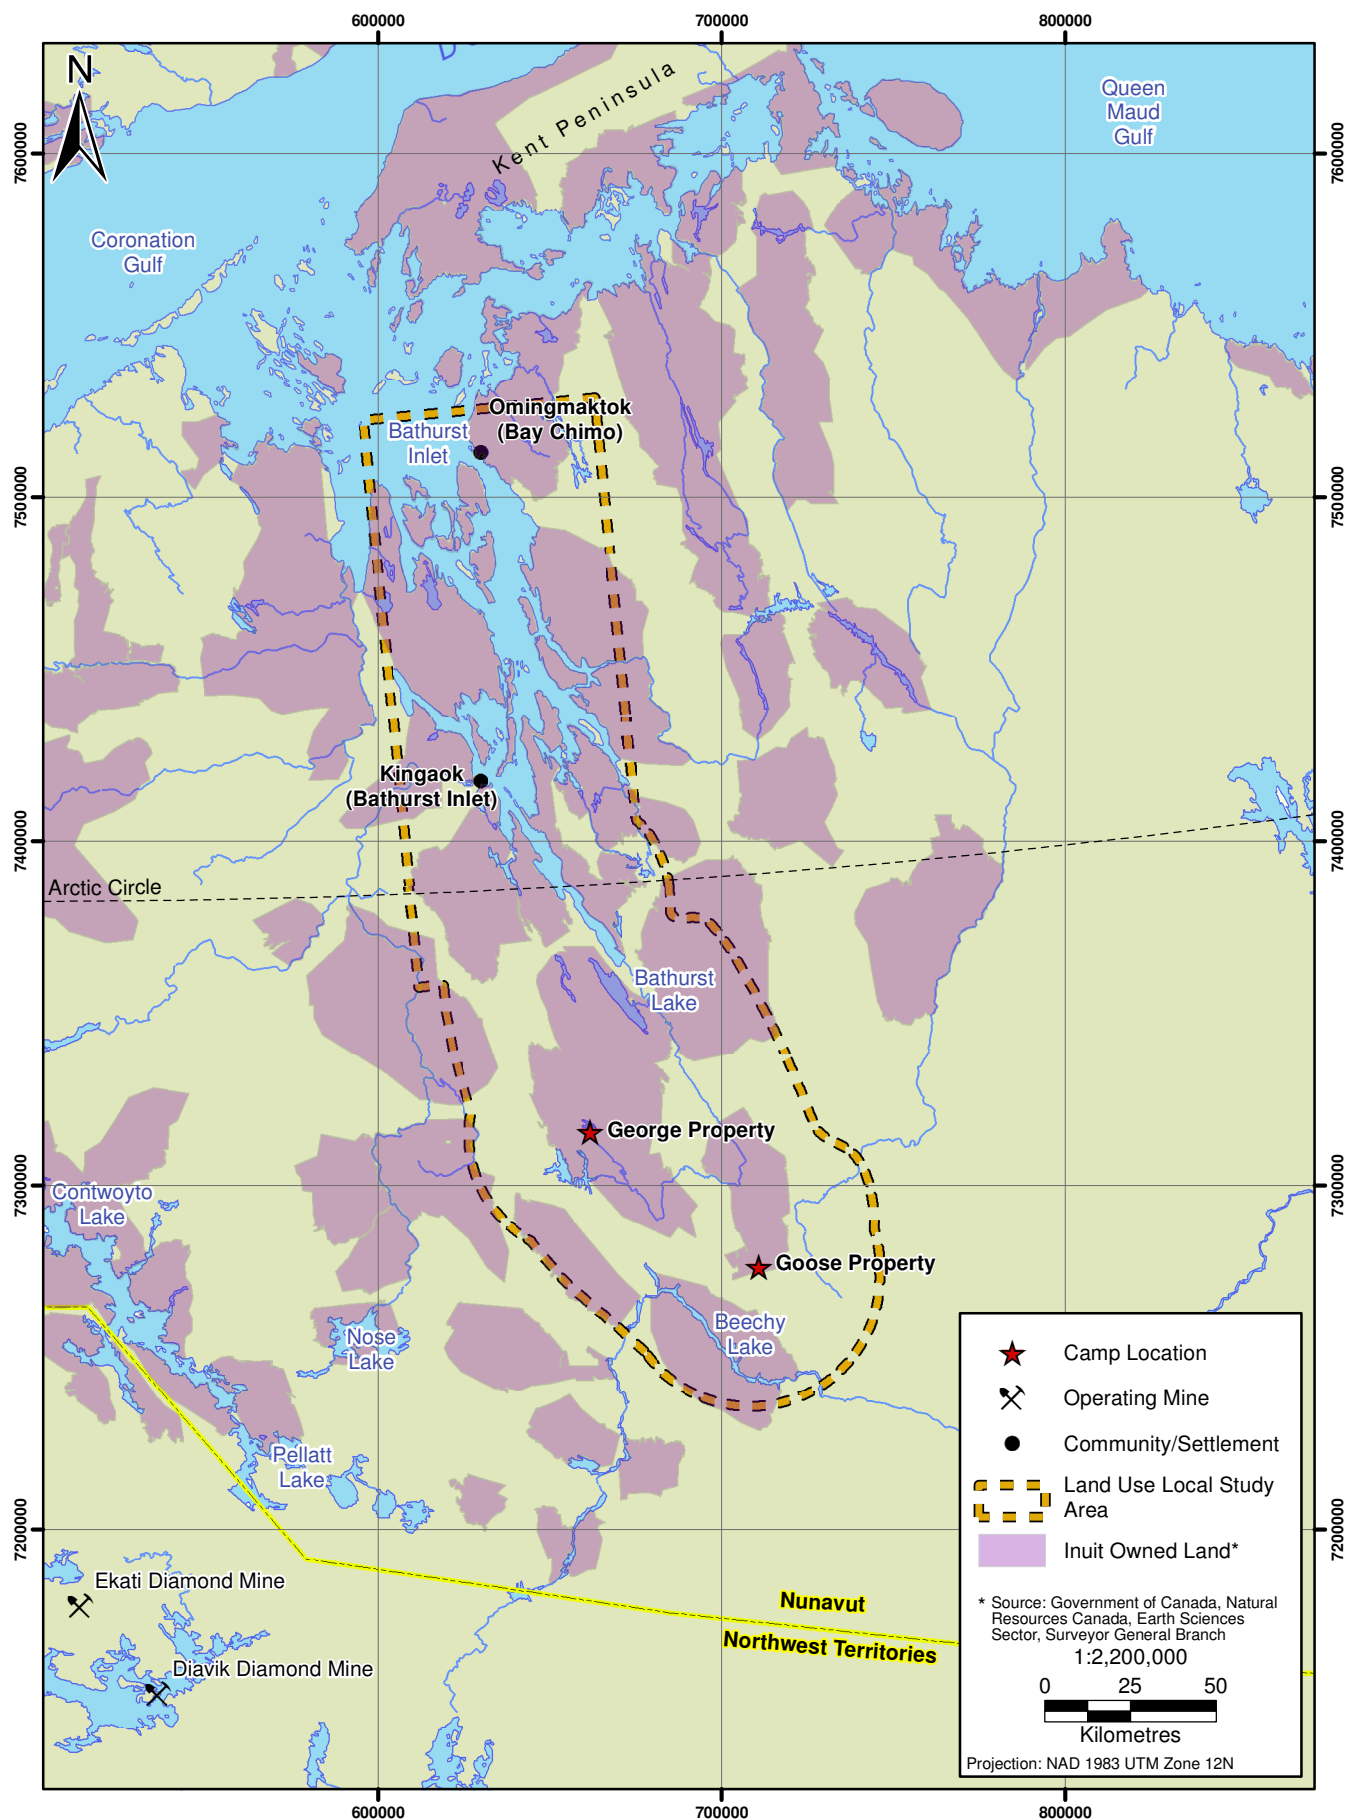 600000
700000
800000
N
Kent Peninsula
Queen
Maud
Gulf
7600000
7600000
Coronation
Gulf
Omingmaktok
(Bay Chimo)
Bathurst
Inlet
7500000
7500000
Kingaok
(Bathurst Inlet)
7400000
7400000
Arctic Circle
Bathurst
Lake
George Property
7300000
7300000
Contwoyto
Lake
Goose Property
Beechy
Lake
Nose
Lake
Pellatt
Lake
7200000
7200000
Ekati Diamond Mine
Diavik Diamond Mine
Nunavut
Northwest Territories
Camp Location
Operating Mine
Community/Settlement
Land Use Local Study
Area
Inuit Owned Land*
* Source: Government of Canada, Natural
Resources Canada, Earth Sciences
Sector, Surveyor General Branch
1:2,200,000
0 25 50
Kilometres
Projection: NAD 1983 UTM Zone 12N
600000
700000
800000